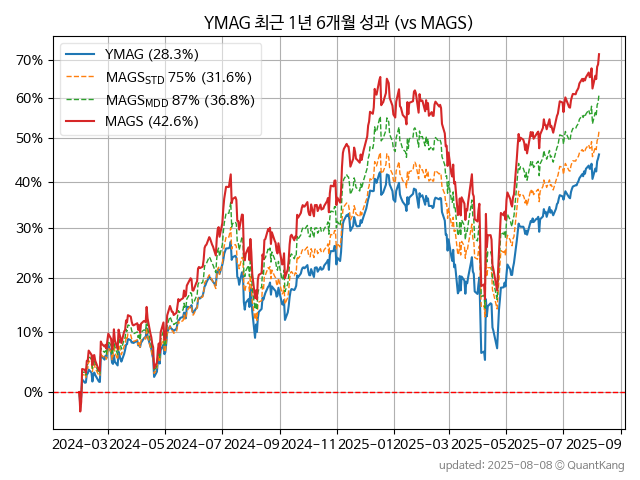 YMAG 최근 1년 6개월 성과 (vs MAGS)
YMAG (28.3%)
MAGS_STD 75% (31.6%)
MAGS_MDD 87% (36.8%)
MAGS (42.6%)
70%
60%
50%
40%
30%
20%
10%
0%
2024-03 2024-05 2024-07 2024-09 2024-11 2025-01 2025-03 2025-05 2025-07 2025-09
updated: 2025-08-08 © QuantKang